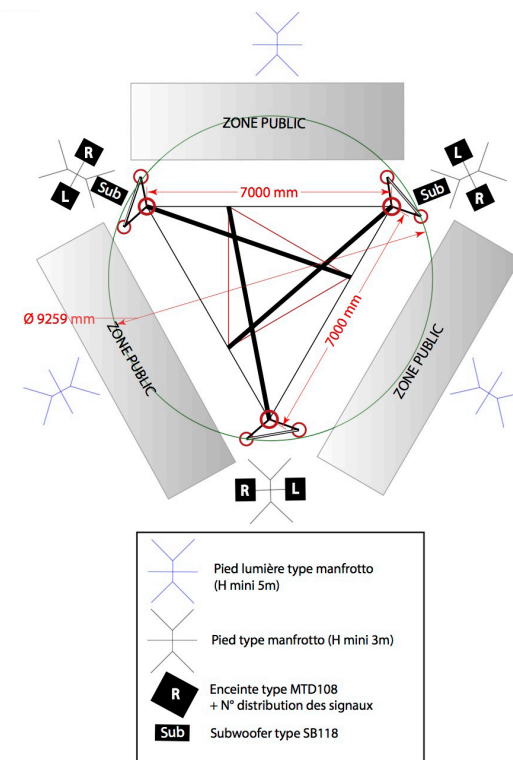 ZONE PUBLIC
R
L
L
R
Sub
Sub
7000 mm
Ø 9259 mm
7000 mm
ZONE PUBLIC
ZONE PUBLIC
R
L
Pied lumière type manfrotto
(H mini 5m)
Pied type manfrotto (H mini 3m)
R
Enceinte type MTD108
+ N° distribution des signaux
Sub
Subwoofer type SB118